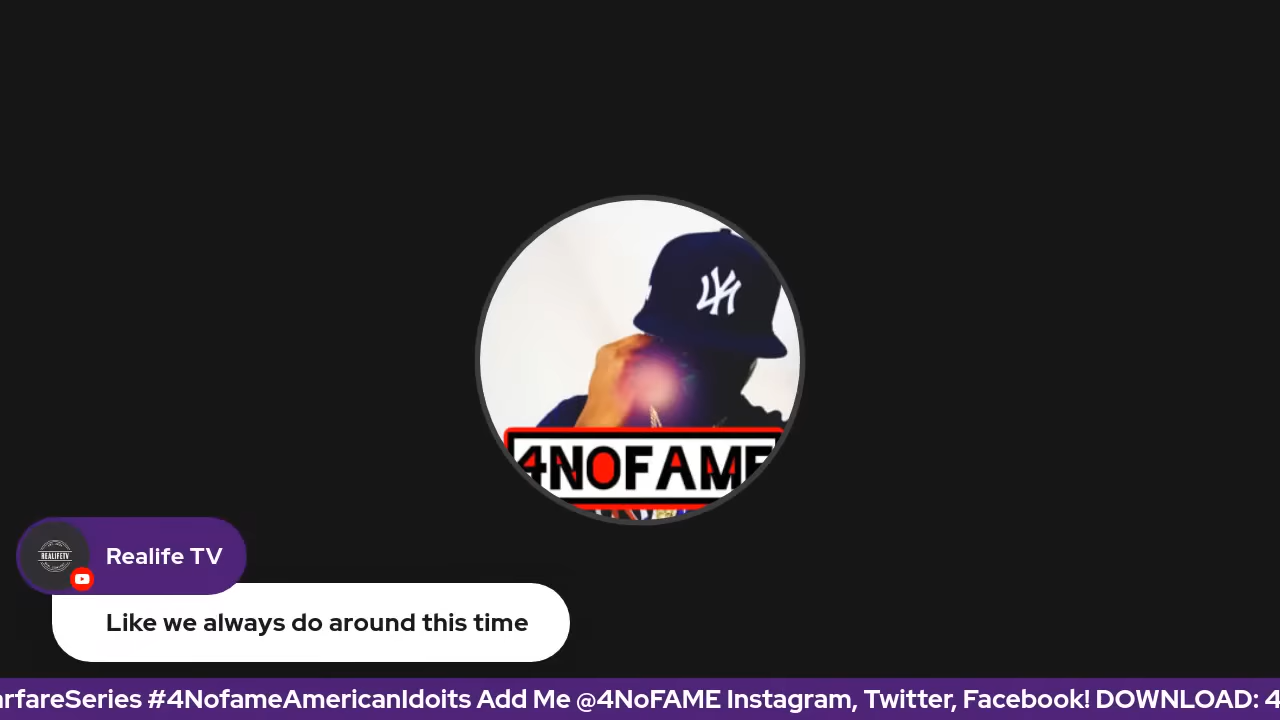 4NOFAME
REALIFETV
Realife TV
Like we always do around this time
arfareSeries #4NofameAmericanIdoits Add Me @4NoFAME Instagram, Twitter, Facebook! DOWNLOAD: 4